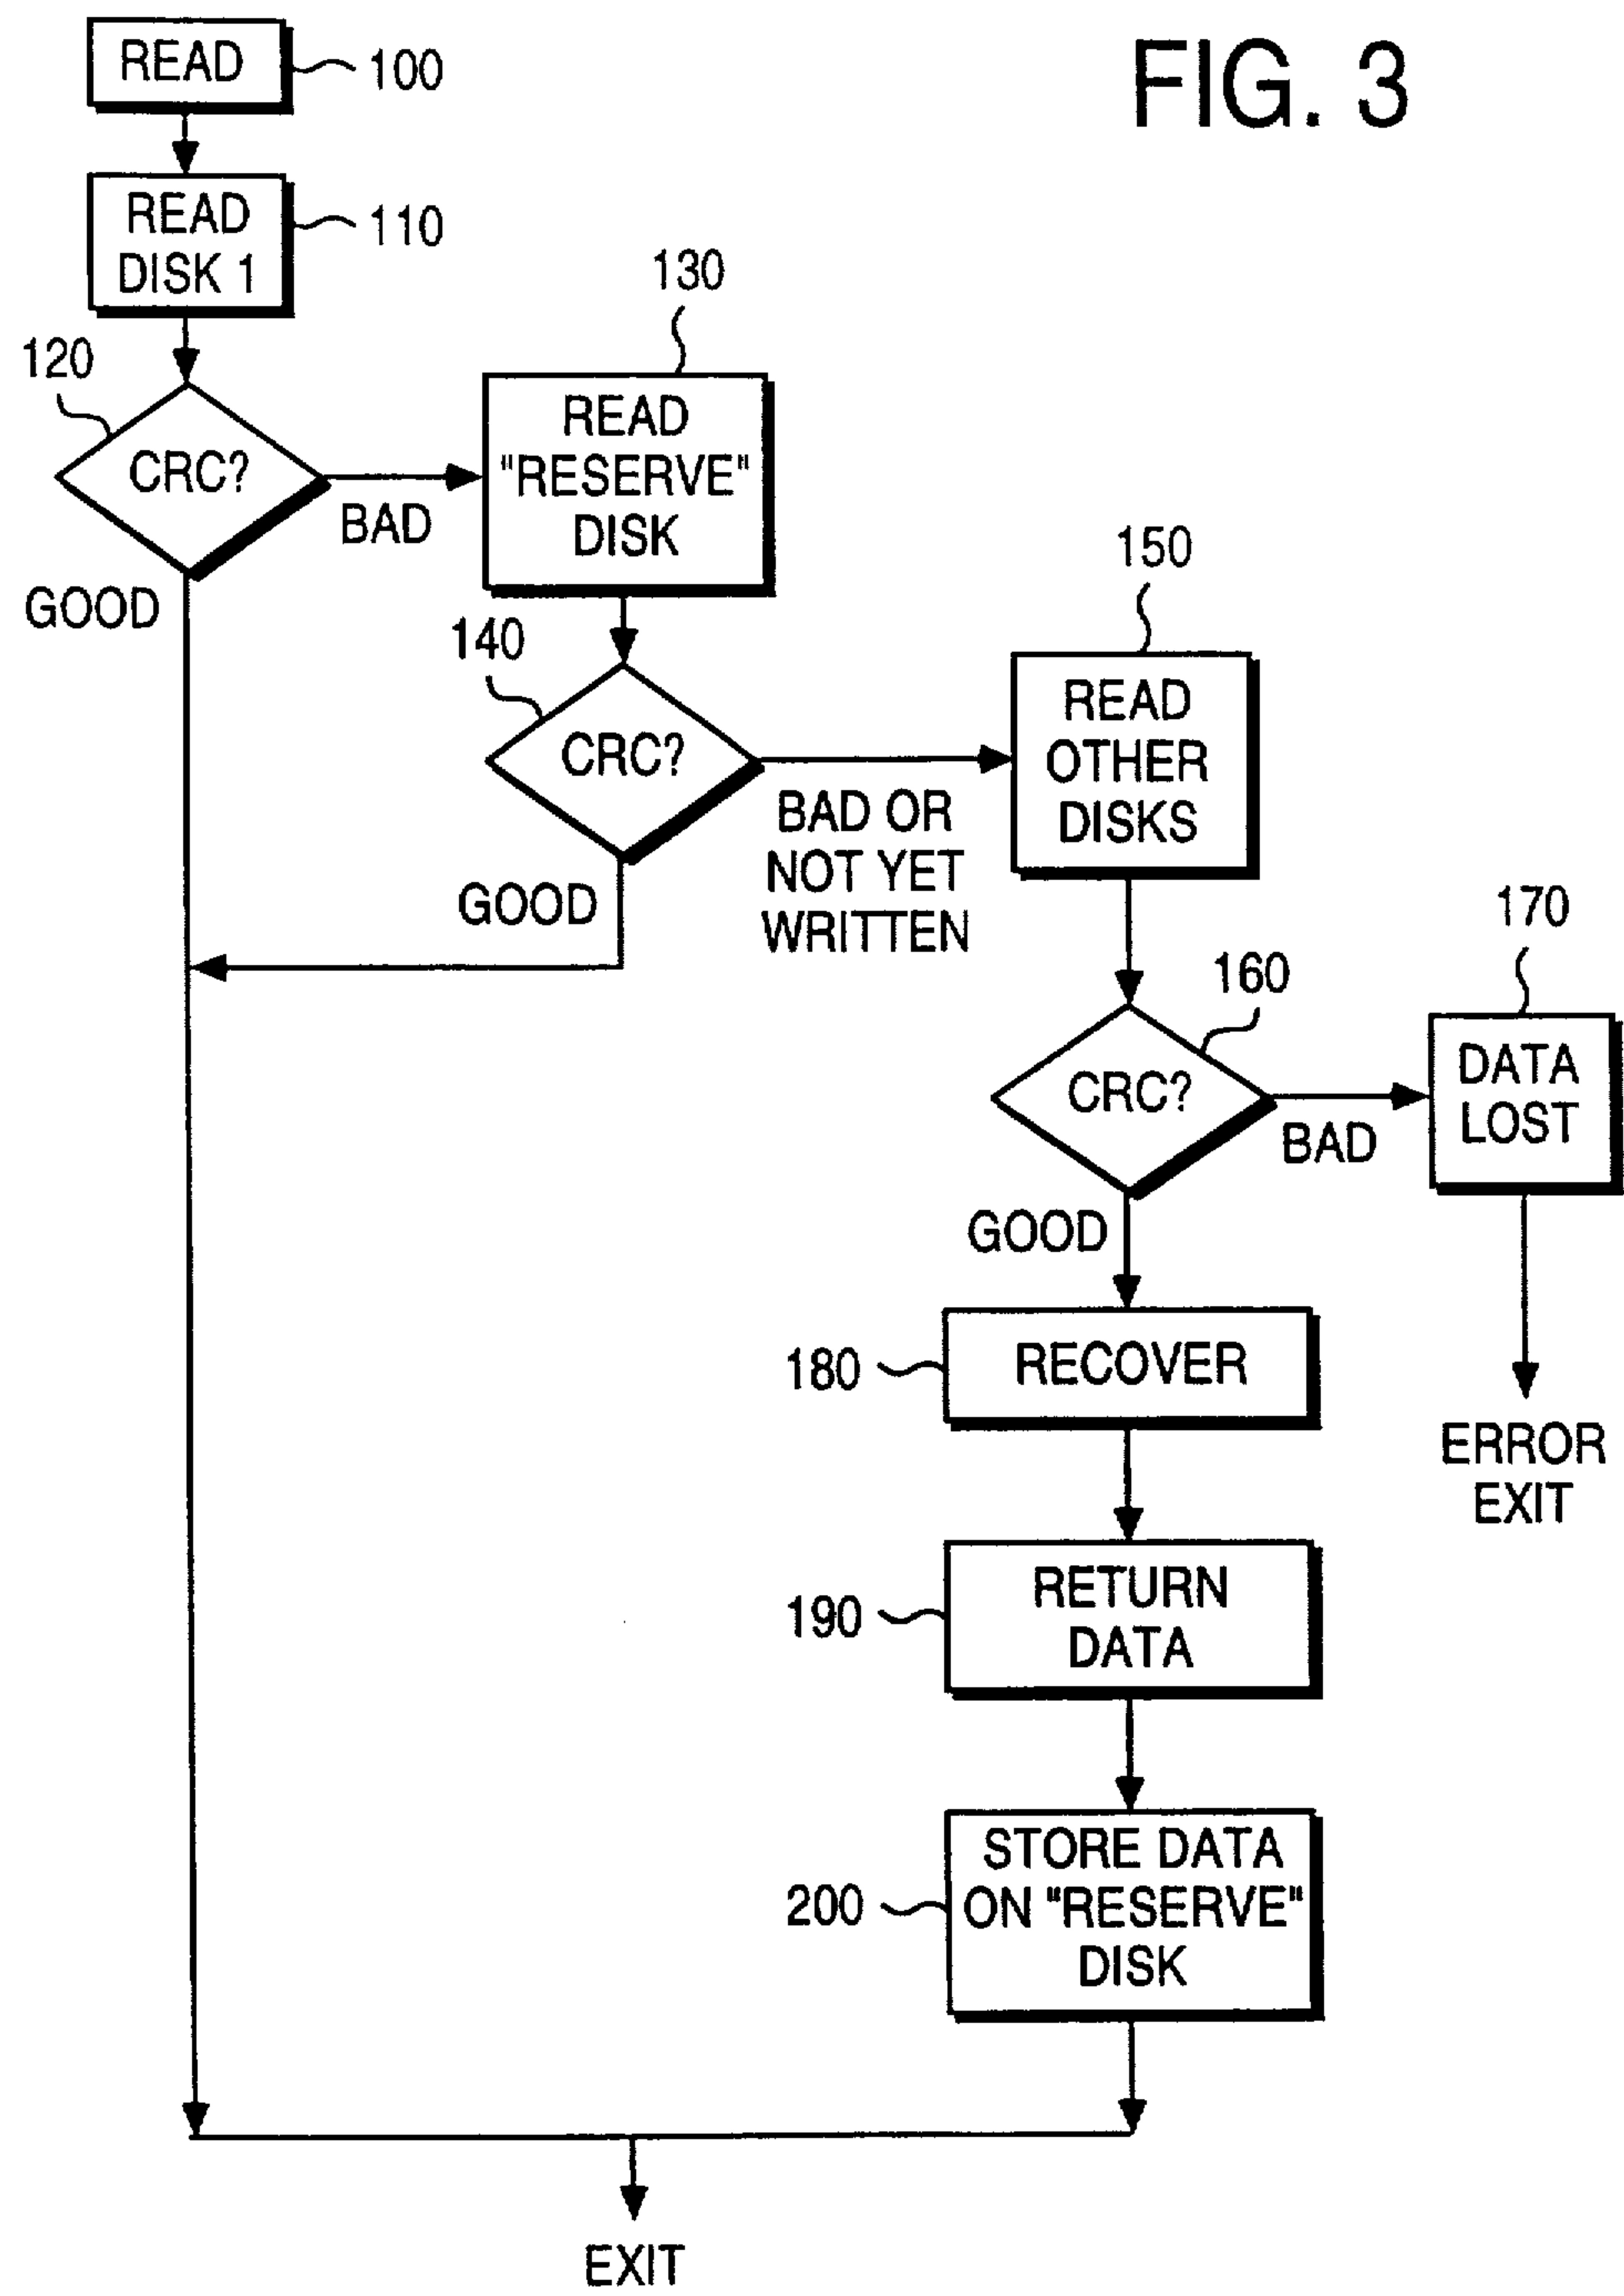 FIG. 3
READ
100
READ
DISK 1
110
120
CRC?
BAD
GOOD
130
READ
"RESERVE"
DISK
140
CRC?
BAD OR
NOT YET
WRITTEN
GOOD
150
READ
OTHER
DISKS
160
CRC?
BAD
GOOD
170
DATA
LOST
ERROR
EXIT
180
RECOVER
190
RETURN
DATA
200
STORE DATA
ON "RESERVE"
DISK
EXIT